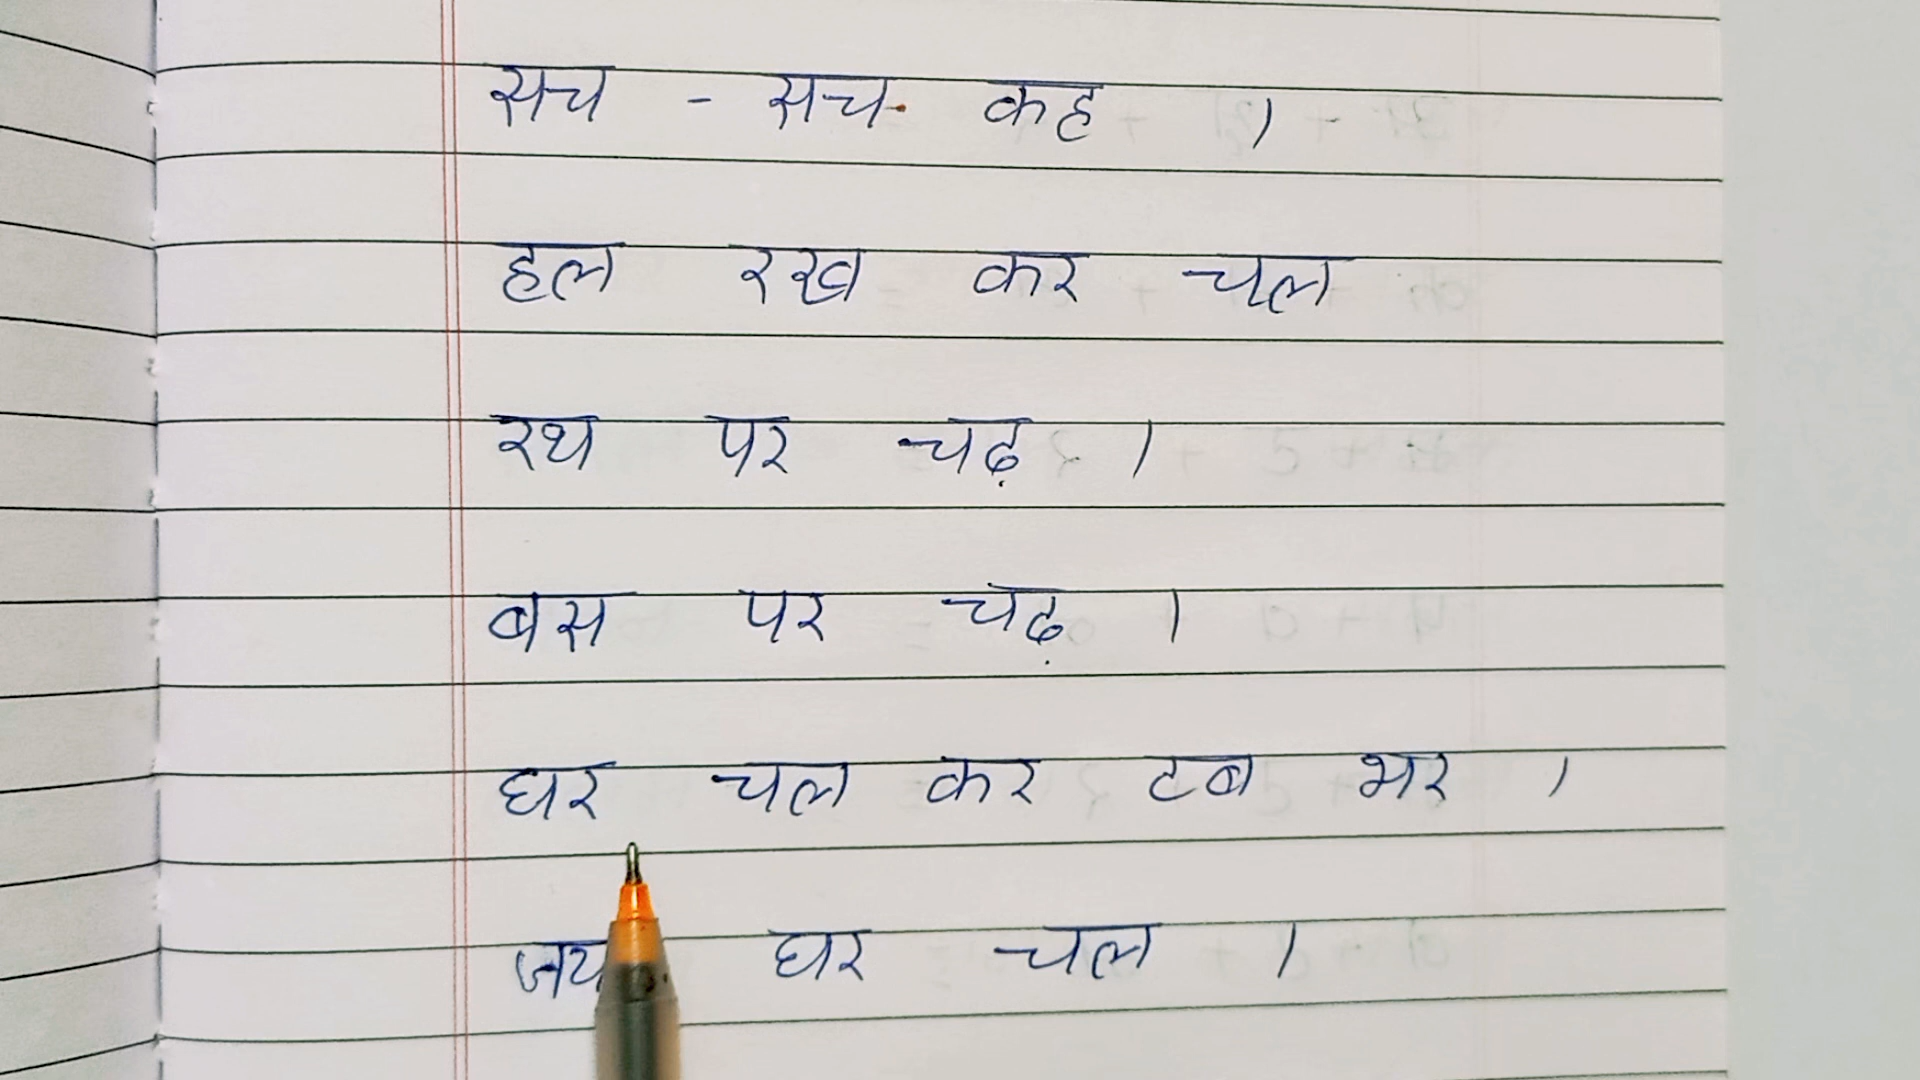 सच - सच कह ।
हल रख कर चल
रथ पर चढ़ ।
बस पर चढ़ ।
घर चल कर टब भर ।
जय घर चल ।